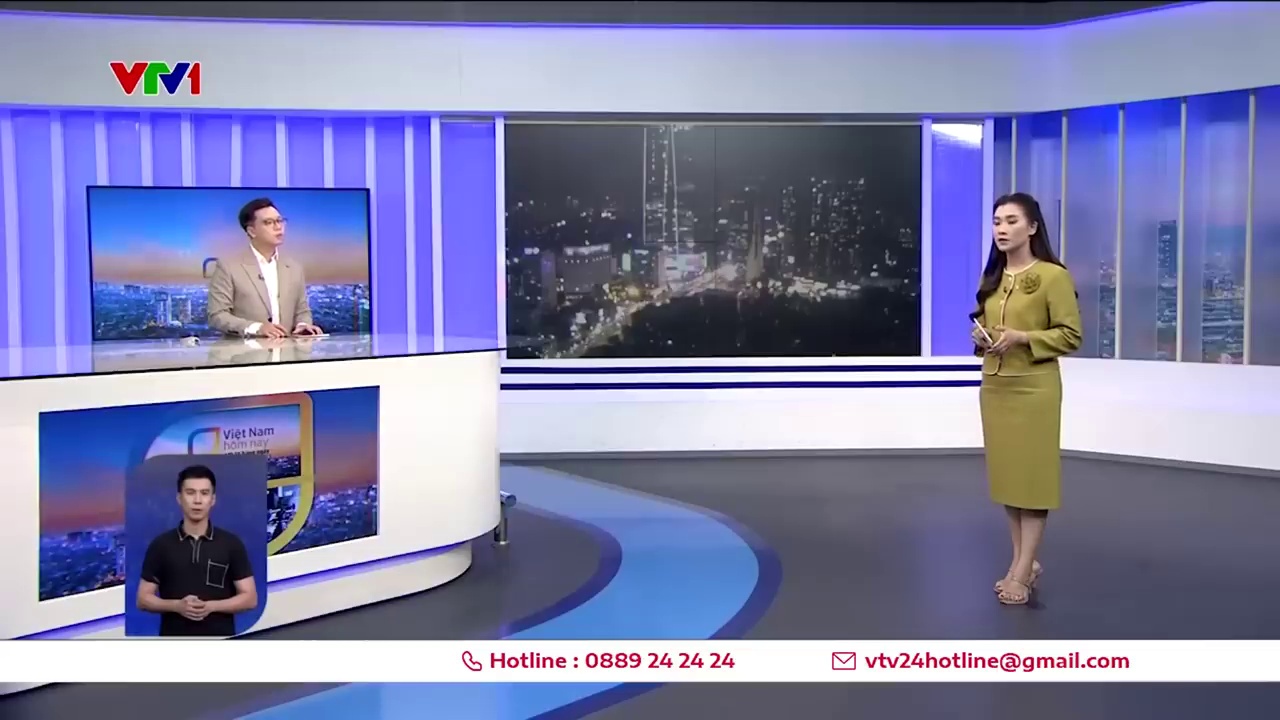 VTV1
Việt Nam
hôm nay
Hotline : 0889 24 24 24
vtv24hotline@gmail.com